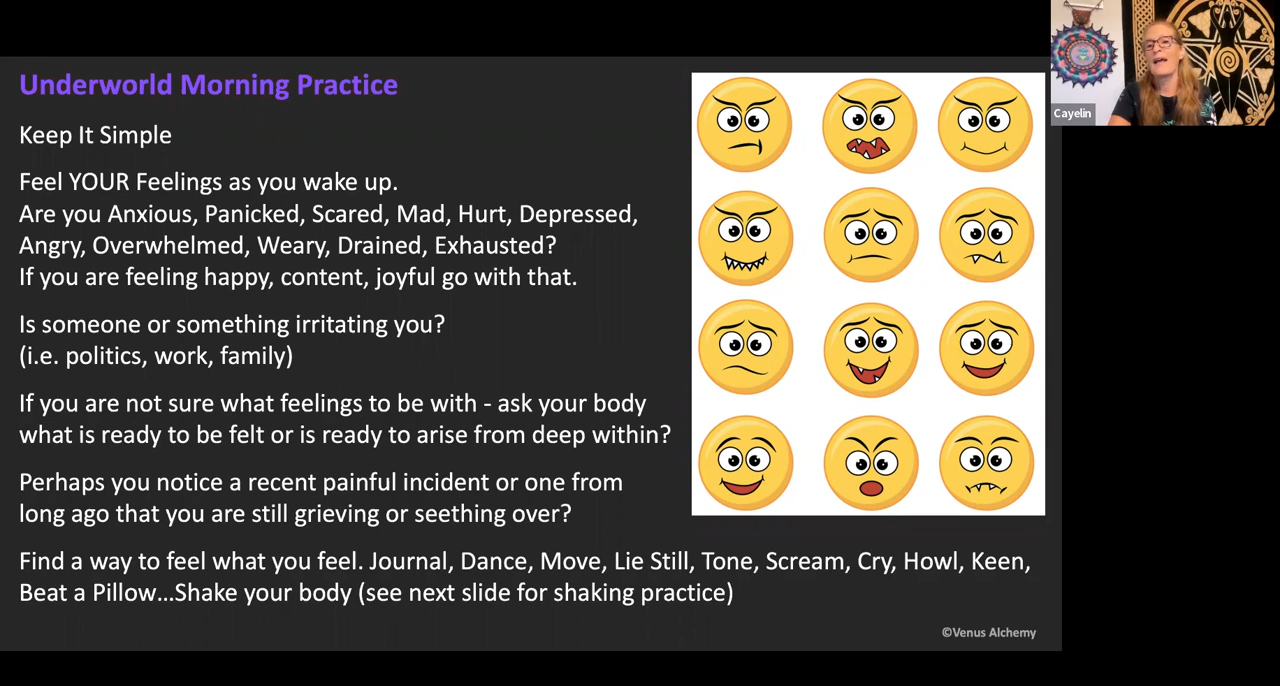 Underworld Morning Practice
Keep It Simple
Feel YOUR Feelings as you wake up.
Are you Anxious, Panicked, Scared, Mad, Hurt, Depressed,
Angry, Overwhelmed, Weary, Drained, Exhausted?
If you are feeling happy, content, joyful go with that.
Is someone or something irritating you?
(i.e. politics, work, family)
If you are not sure what feelings to be with - ask your body
what is ready to be felt or is ready to arise from deep within?
Perhaps you notice a recent painful incident or one from
long ago that you are still grieving or seething over?
Find a way to feel what you feel. Journal, Dance, Move, Lie Still, Tone, Scream, Cry, Howl, Keen,
Beat a Pillow...Shake your body (see next slide for shaking practice)
©Venus Alchemy
Cayelin